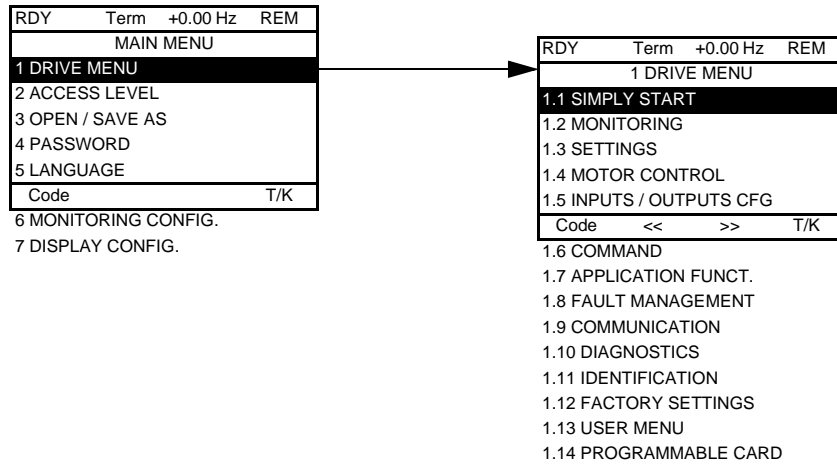 RDY Term +0.00 Hz REM
MAIN MENU
1 DRIVE MENU
2 ACCESS LEVEL
3 OPEN / SAVE AS
4 PASSWORD
5 LANGUAGE
Code T/K
6 MONITORING CONFIG.
7 DISPLAY CONFIG.
RDY Term +0.00 Hz REM
1 DRIVE MENU
1.1 SIMPLY START
1.2 MONITORING
1.3 SETTINGS
1.4 MOTOR CONTROL
1.5 INPUTS / OUTPUTS CFG
Code << >> T/K
1.6 COMMAND
1.7 APPLICATION FUNCT.
1.8 FAULT MANAGEMENT
1.9 COMMUNICATION
1.10 DIAGNOSTICS
1.11 IDENTIFICATION
1.12 FACTORY SETTINGS
1.13 USER MENU
1.14 PROGRAMMABLE CARD